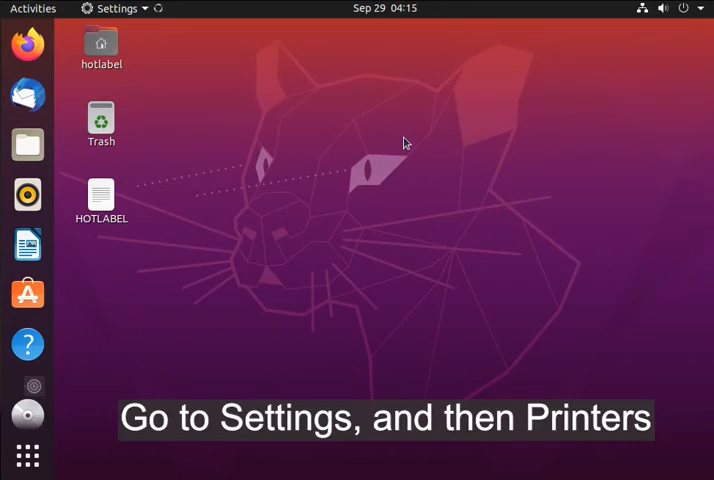 Activities Settings Sep 29 04:15
hotlabel
Trash
HOTLABEL
?
Go to Settings, and then Printers